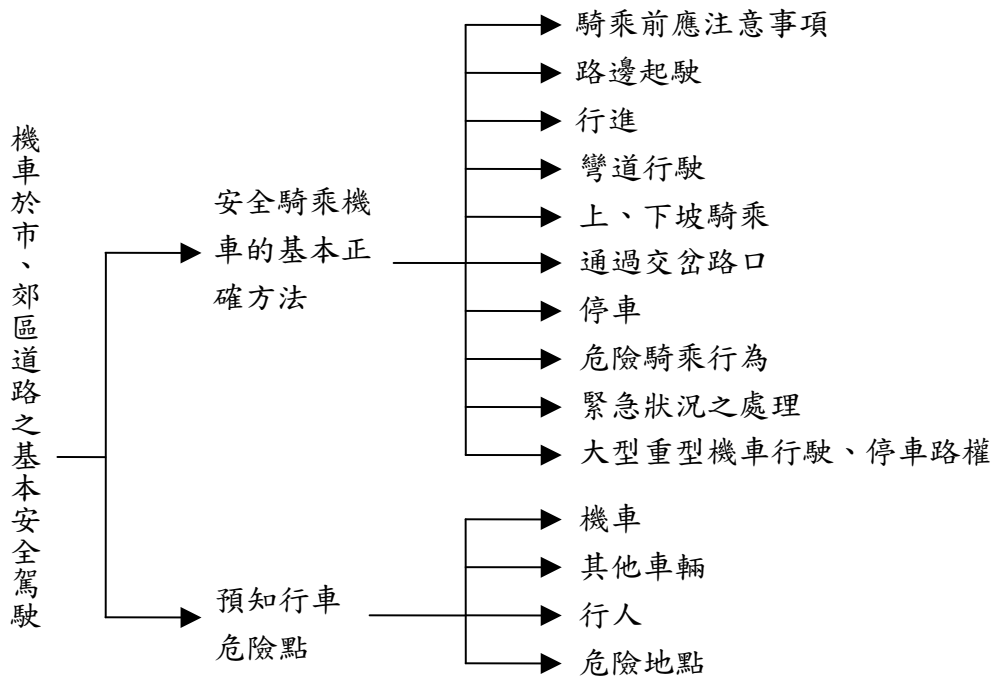 機車於市、郊區道路之基本安全駕駛
安全騎乘機
車的基本正
確方法
騎乘前應注意事項
路邊起駛
行進
彎道行駛
上、下坡騎乘
通過交岔路口
停車
危險騎乘行為
緊急狀況之處理
大型重型機車行駛、停車路權
預知行車
危險點
機車
其他車輛
行人
危險地點